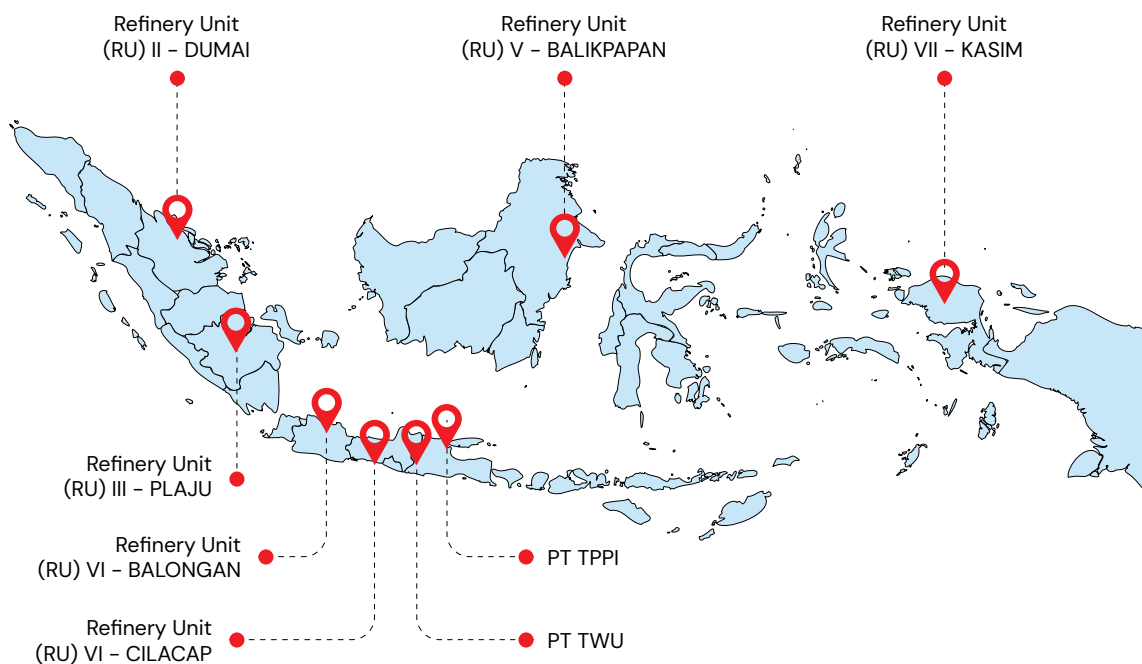 Refinery Unit
(RU) II - DUMAI
Refinery Unit
(RU) V - BALIKPAPAN
Refinery Unit
(RU) VII - KASIM
Refinery Unit
(RU) III - PLAJU
Refinery Unit
(RU) VI - BALONGAN
PT TPPI
Refinery Unit
(RU) VI - CILACAP
PT TWU